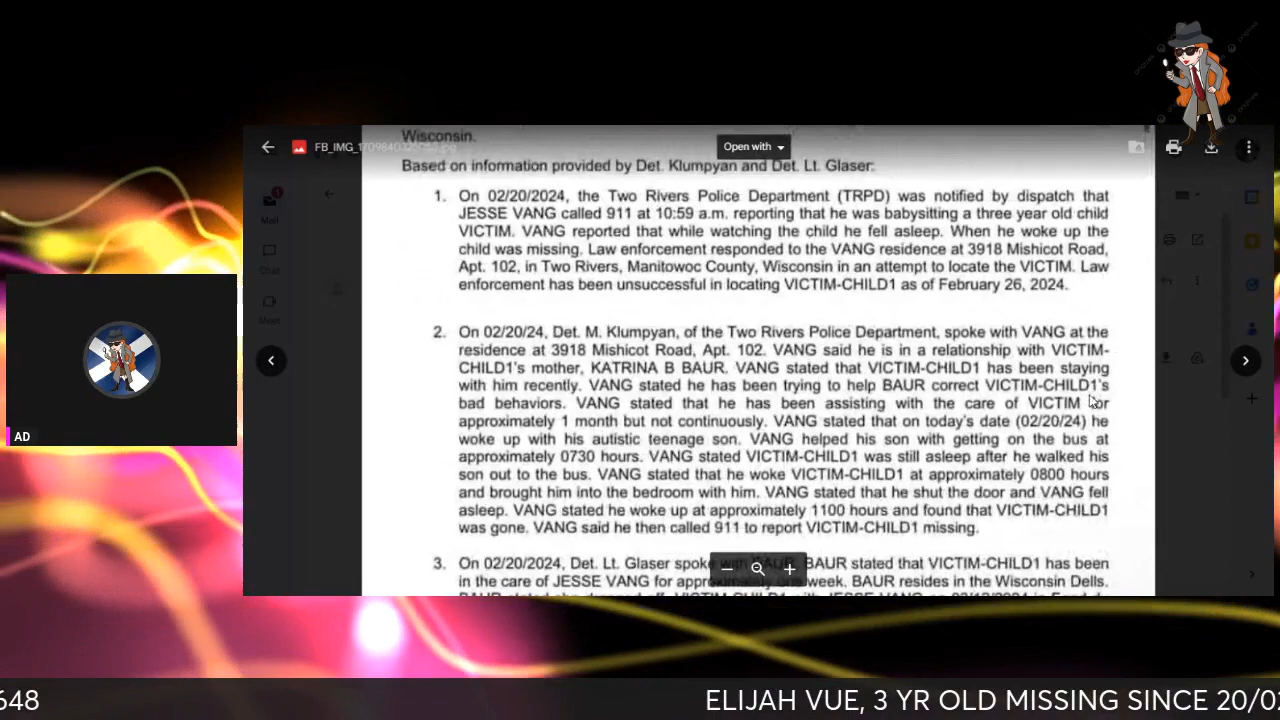 Wisconsin.
FB_IMG_17098403
Open with
Based on information provided by Det. Klumpyan and Det. Lt. Glaser:
1. On 02/20/2024, the Two Rivers Police Department (TRPD) was notified by dispatch that
JESSE VANG called 911 at 10:59 a.m. reporting that he was babysitting a three year old child
VICTIM. VANG reported that while watching the child he fell asleep. When he woke up the
child was missing. Law enforcement responded to the VANG residence at 3918 Mishicot Road,
Apt. 102, in Two Rivers, Manitowoc County, Wisconsin in an attempt to locate the VICTIM. Law
enforcement has been unsuccessful in locating VICTIM-CHILD1 as of February 26, 2024.
2. On 02/20/24, Det. M. Klumpyan, of the Two Rivers Police Department, spoke with VANG at the
residence at 3918 Mishicot Road, Apt. 102. VANG said he is in a relationship with VICTIM-
CHILD1's mother, KATRINA B BAUR. VANG stated that VICTIM-CHILD1 has been staying
with him recently. VANG stated he has been trying to help BAUR correct VICTIM-CHILD1's
bad behaviors. VANG stated that he has been assisting with the care of VICTIM for
approximately 1 month but not continuously. VANG stated that on today's date (02/20/24) he
woke up with his autistic teenage son. VANG helped his son with getting on the bus at
approximately 0730 hours. VANG stated VICTIM-CHILD1 was still asleep after he walked his
son out to the bus. VANG stated that he woke VICTIM-CHILD1 at approximately 0800 hours
and brought him into the bedroom with him. VANG stated that he shut the door and VANG fell
asleep. VANG stated he woke up at approximately 1100 hours and found that VICTIM-CHILD1
was gone. VANG said he then called 911 to report VICTIM-CHILD1 missing.
3. On 02/20/2024, Det. Lt. Glaser spoke with BAUR. BAUR stated that VICTIM-CHILD1 has been
in the care of JESSE VANG for approximately one week. BAUR resides in the Wisconsin Dells.
Mail
Chat
Meet
AD
648
ELIJAH VUE, 3 YR OLD MISSING SINCE 20/02